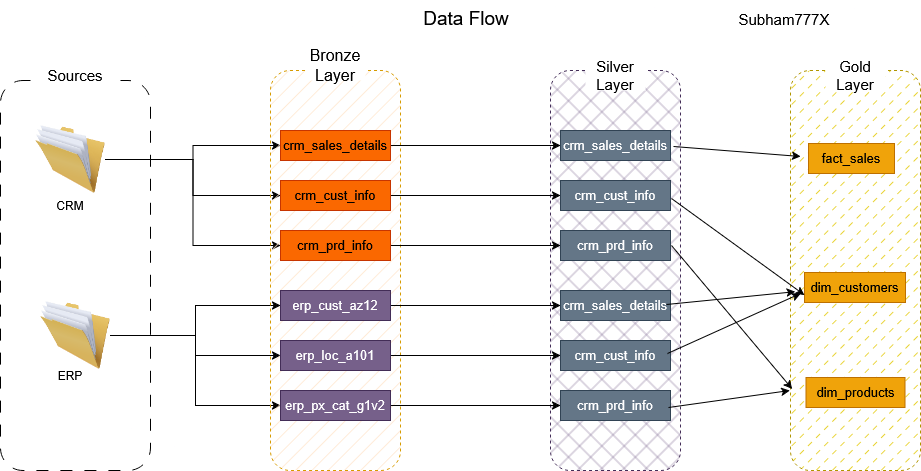 Data Flow
Subham777X
Sources
Bronze
Layer
Silver
Layer
Gold
Layer
crm_sales_details
crm_sales_details
fact_sales
CRM
crm_cust_info
crm_cust_info
crm_prd_info
crm_prd_info
dim_customers
erp_cust_az12
crm_sales_details
ERP
erp_loc_a101
crm_cust_info
dim_products
erp_px_cat_g1v2
crm_prd_info